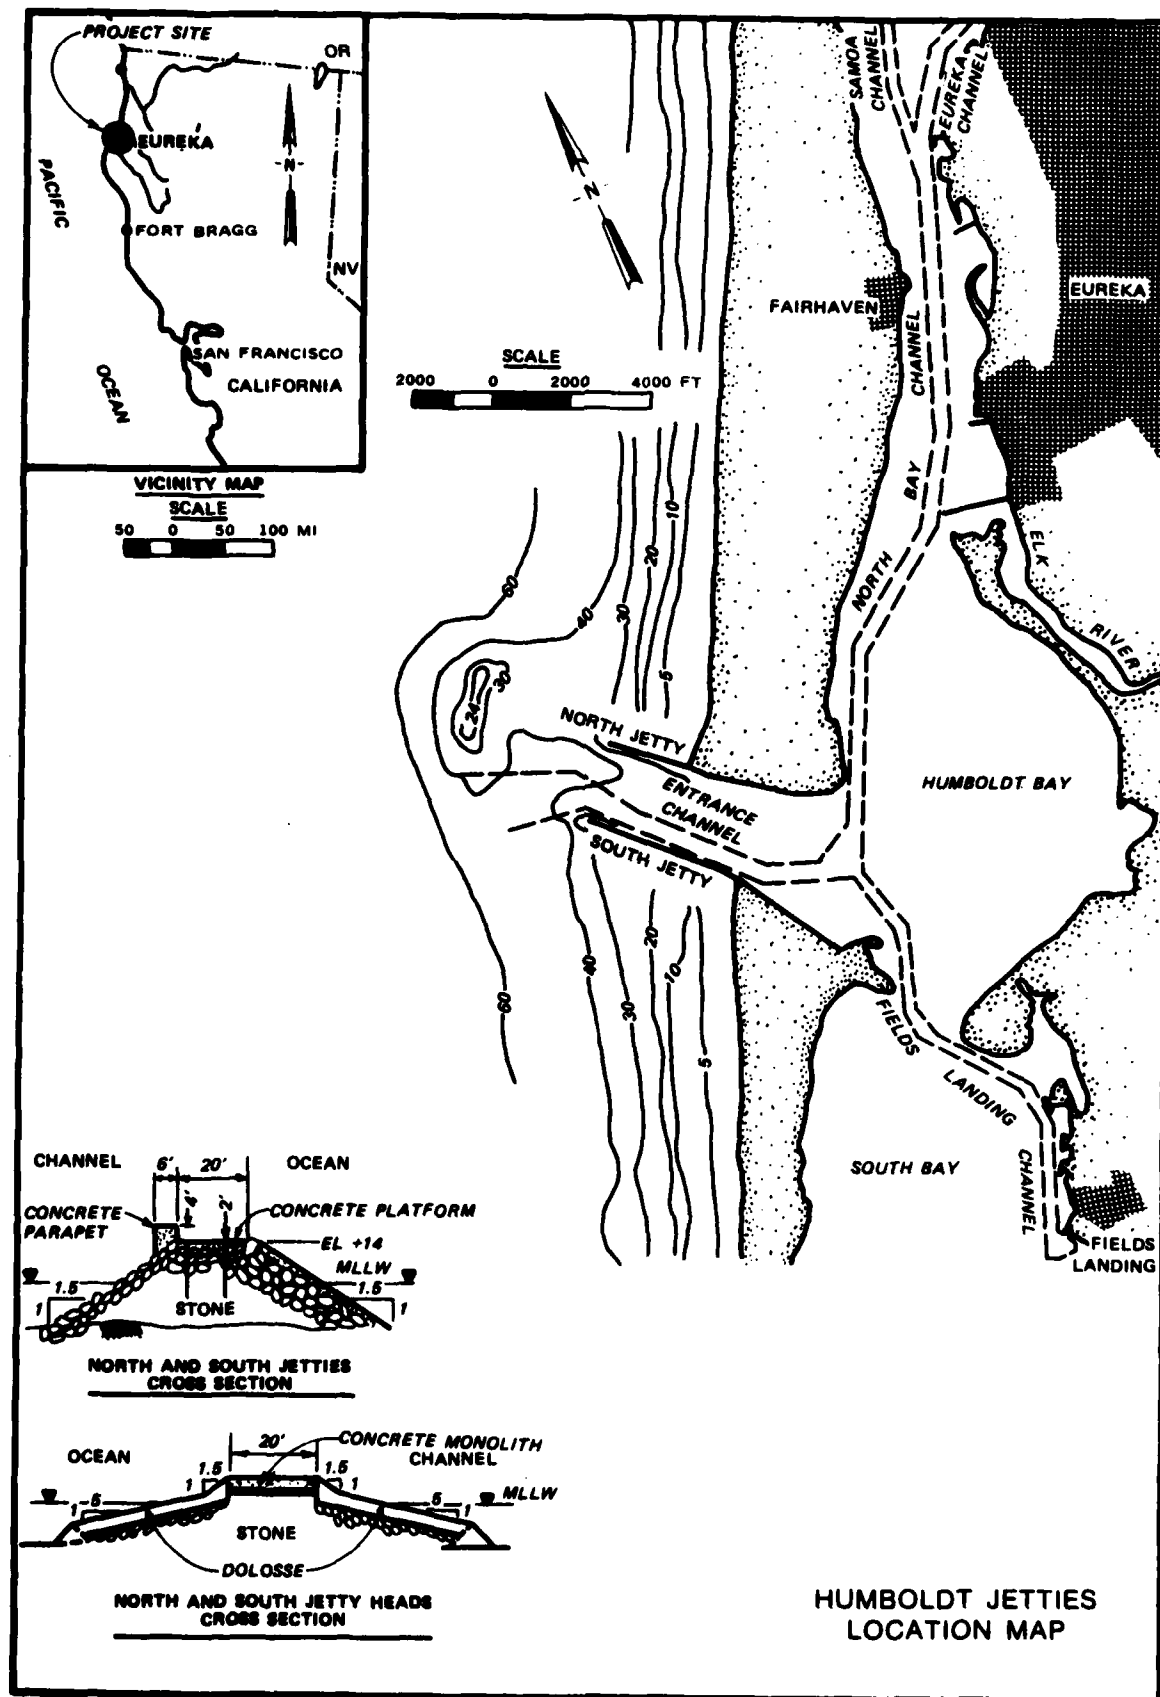 PROJECT SITE
OR
EUREKA
N
PACIFIC
FORT BRAGG
NV
SAN FRANCISCO
CALIFORNIA
OCEAN
VICINITY MAP
SCALE
50 0 50 100 MI
N
SCALE
2000 0 2000 4000 FT
SAMOA
CHANNEL
EUREKA
CHANNEL
EUREKA
FAIRHAVEN
NORTH BAY CHANNEL
ELK RIVER
60
40
30
20
10
5
30
24
NORTH JETTY
ENTRANCE
CHANNEL
SOUTH JETTY
HUMBOLDT BAY
60
40
30
20
10
5
FIELDS LANDING CHANNEL
SOUTH BAY
FIELDS
LANDING
CHANNEL 6' 20' OCEAN
4' 2'
CONCRETE
PARAPET
CONCRETE PLATFORM
EL +14
MLLW
1.5 1.5
1 1
STONE
NORTH AND SOUTH JETTIES
CROSS SECTION
OCEAN
20'
CONCRETE MONOLITH
CHANNEL
1.5 1.5
1 1
MLLW
1 5 5 1
STONE
DOLOSSE
NORTH AND SOUTH JETTY HEADS
CROSS SECTION
HUMBOLDT JETTIES
LOCATION MAP